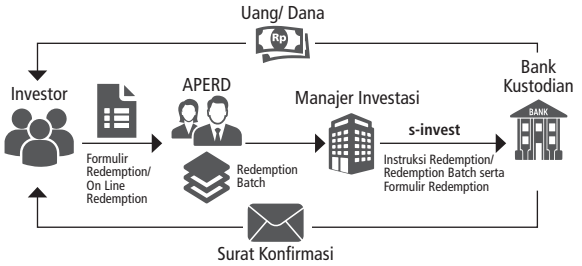 Uang/ Dana
Rp
Investor
APERD
Manajer Investasi
Bank
Kustodian
BANK
s-invest
Formulir
Redemption/
On Line
Redemption
Redemption
Batch
Instruksi Redemption/
Redemption Batch serta
Formulir Redemption
Surat Konfirmasi